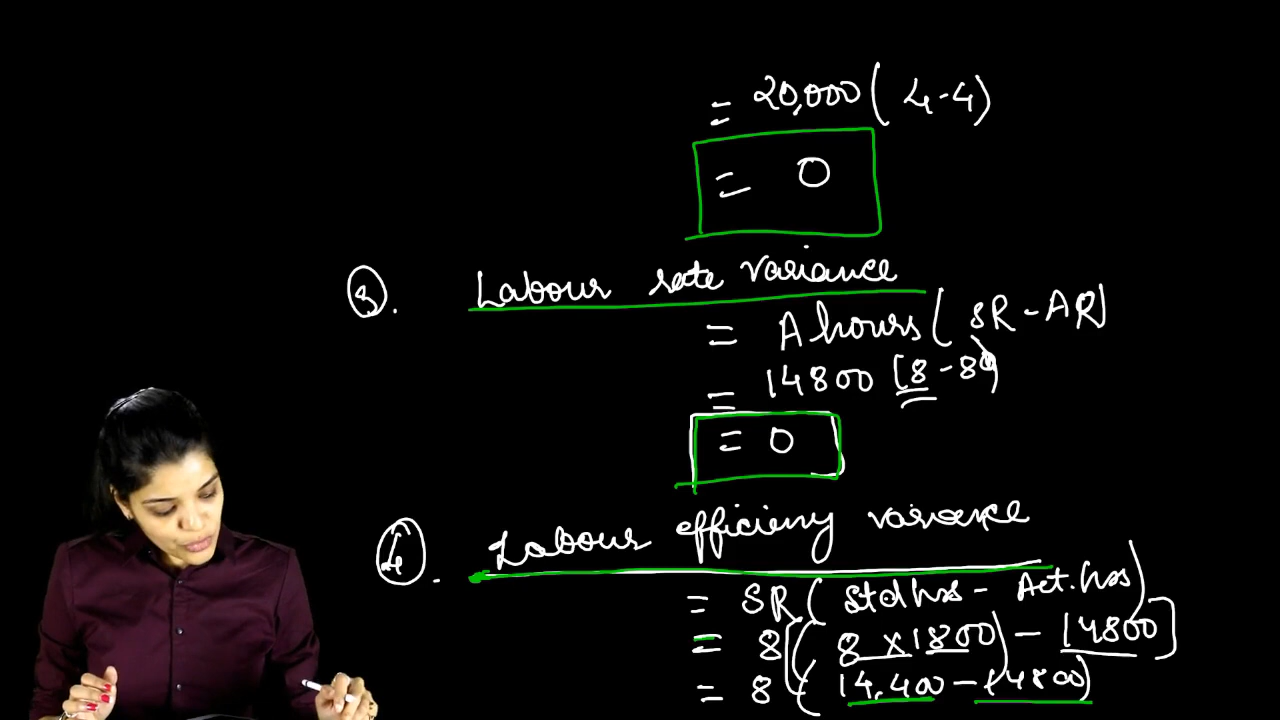 = 20,000 ( 4-4)
= 0
3. Labour rate variance
= A hours ( SR - AR)
= 14800 [8 - 8)
= 0
4. Labour efficieny variance
= SR ( Std hrs - Act. hrs )
= 8 [( 8 x 1800) - 14800 ]
= 8 ( 14,400 - 14800)